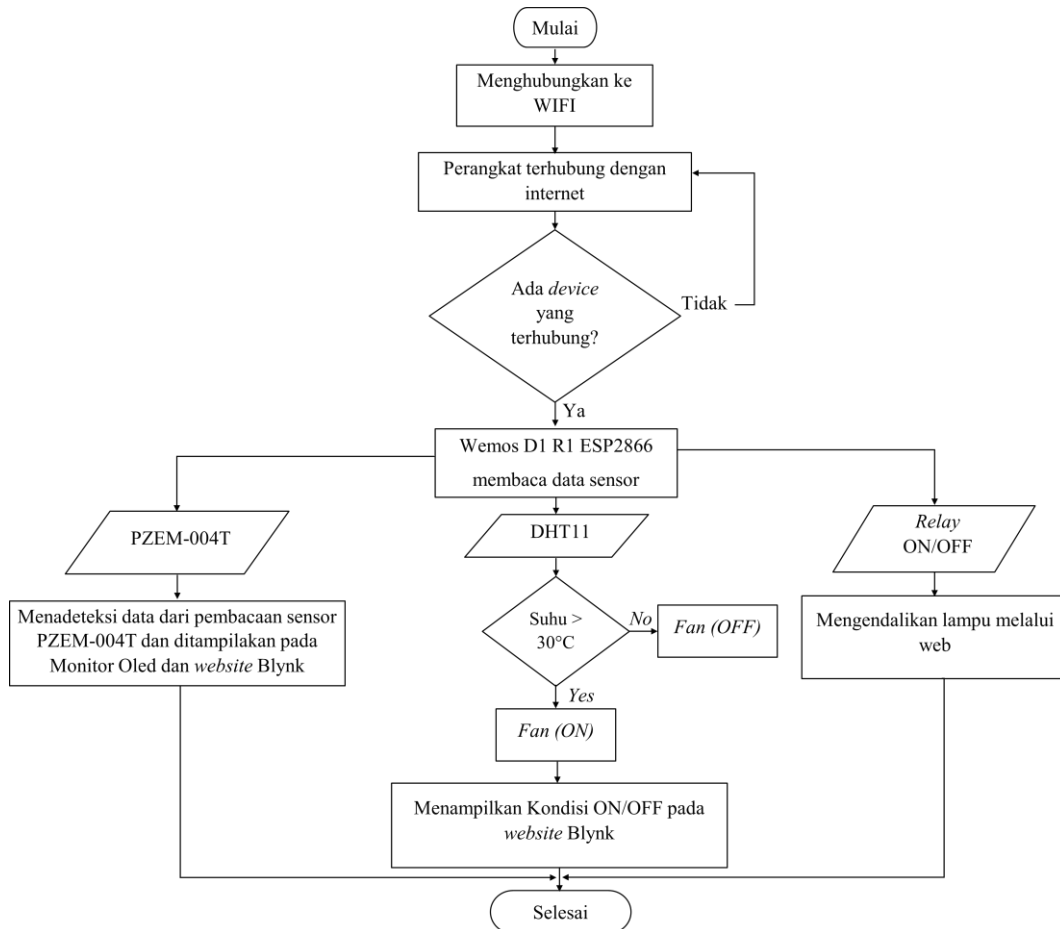 Mulai
Menghubungkan ke
WIFI
Perangkat terhubung dengan
internet
Ada device
yang
terhubung?
Tidak
Ya
Wemos D1 R1 ESP2866
membaca data sensor
PZEM-004T
Menadeteksi data dari pembacaan sensor
PZEM-004T dan ditampilakan pada
Monitor Oled dan website Blynk
DHT11
Suhu >
30°C
No
Fan (OFF)
Yes
Fan (ON)
Menampilkan Kondisi ON/OFF pada
website Blynk
Relay
ON/OFF
Mengendalikan lampu melalui
web
Selesai